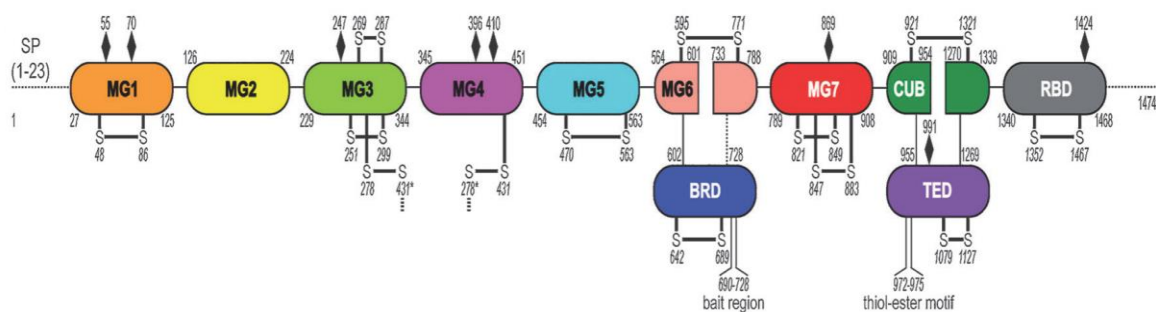 55 70 247 269 287 396 410 595 771 869 921 1321 1424
S S S S S S
SP
(1-23)
126 224 345 451 564 601 733 788 909 954 1270 1339
MG1 MG2 MG3 MG4 MG5 MG6 MG7 CUB RBD
1 1474
27 125 229 344 454 563 789 908 991 1340 1468
S S S S S S S S S S
48 86 251 299 470 563 602 728 821 849 955 1269 1352 1467
S S S S S S
278 431* 278* 431 847 883
BRD TED
S S S S
642 689 1079 1127
690-728 972-975
bait region thiol-ester motif